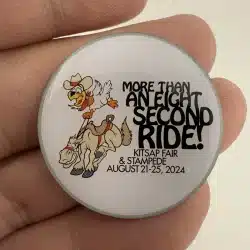 MORE THAN
AN EIGHT
SECOND
RIDE!
KITSAP FAIR
& STAMPEDE
AUGUST 21-25, 2024